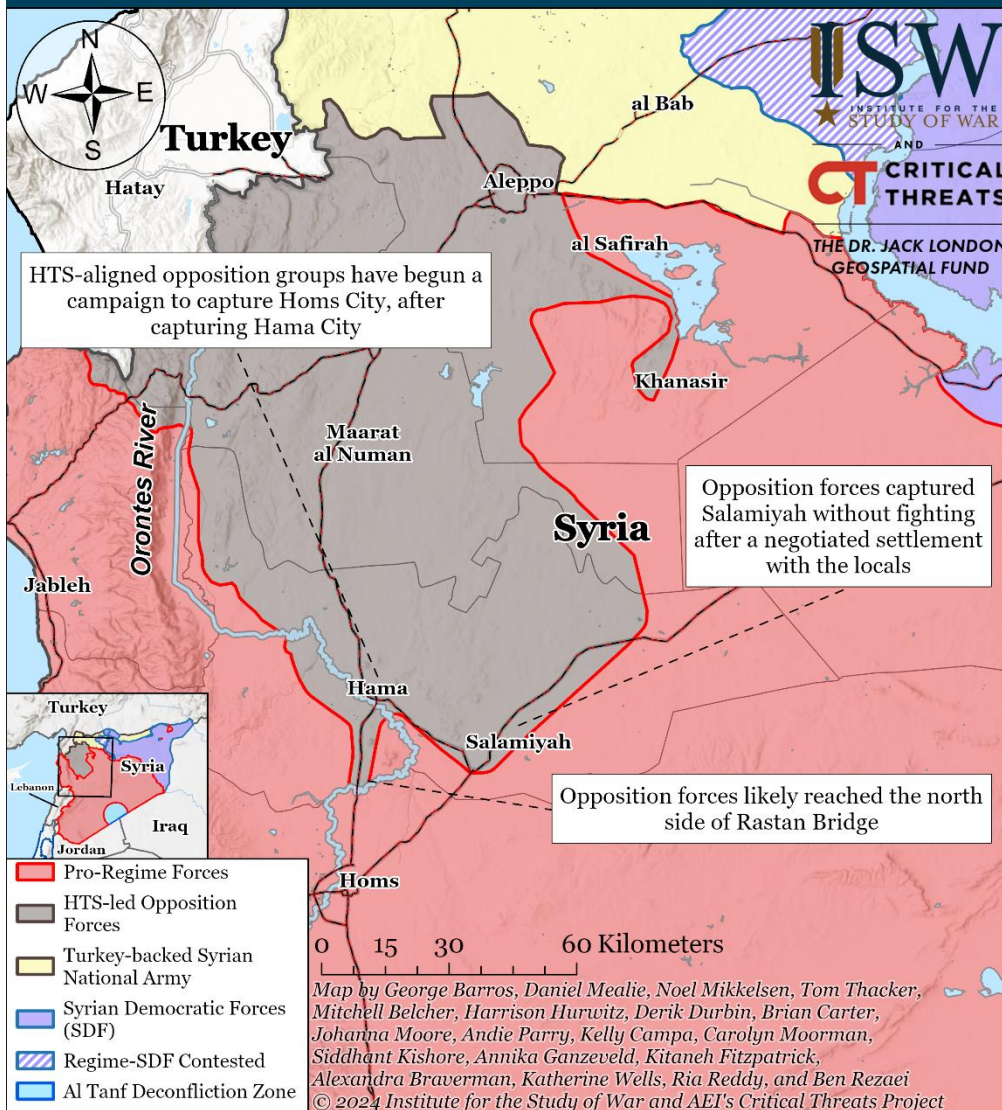 N
W
E
S
ISW
INSTITUTE FOR THE
STUDY OF WAR
AND
CT CRITICAL
THREATS
THE DR. JACK LONDON
GEOSPATIAL FUND
Turkey
al Bab
Hatay
Aleppo
al Safirah
HTS-aligned opposition groups have begun a
campaign to capture Homs City, after
capturing Hama City
Khanasir
Maarat
al Numan
Orontes River
Opposition forces captured
Salamiyah without fighting
after a negotiated settlement
with the locals
Syria
Jableh
Hama
Salamiyah
Turkey
Syria
Lebanon
Iraq
Jordan
Opposition forces likely reached the north
side of Rastan Bridge
Homs
Pro-Regime Forces
HTS-led Opposition
Forces
Turkey-backed Syrian
National Army
Syrian Democratic Forces
(SDF)
Regime-SDF Contested
Al Tanf Deconfliction Zone
0 15 30 60 Kilometers
Map by George Barros, Daniel Mealie, Noel Mikkelsen, Tom Thacker,
Mitchell Belcher, Harrison Hurwitz, Derik Durbin, Brian Carter,
Johanna Moore, Andie Parry, Kelly Campa, Carolyn Moorman,
Siddhant Kishore, Annika Ganzeveld, Kitaneh Fitzpatrick,
Alexandra Braverman, Katherine Wells, Ria Reddy, and Ben Rezaei
© 2024 Institute for the Study of War and AEI's Critical Threats Project